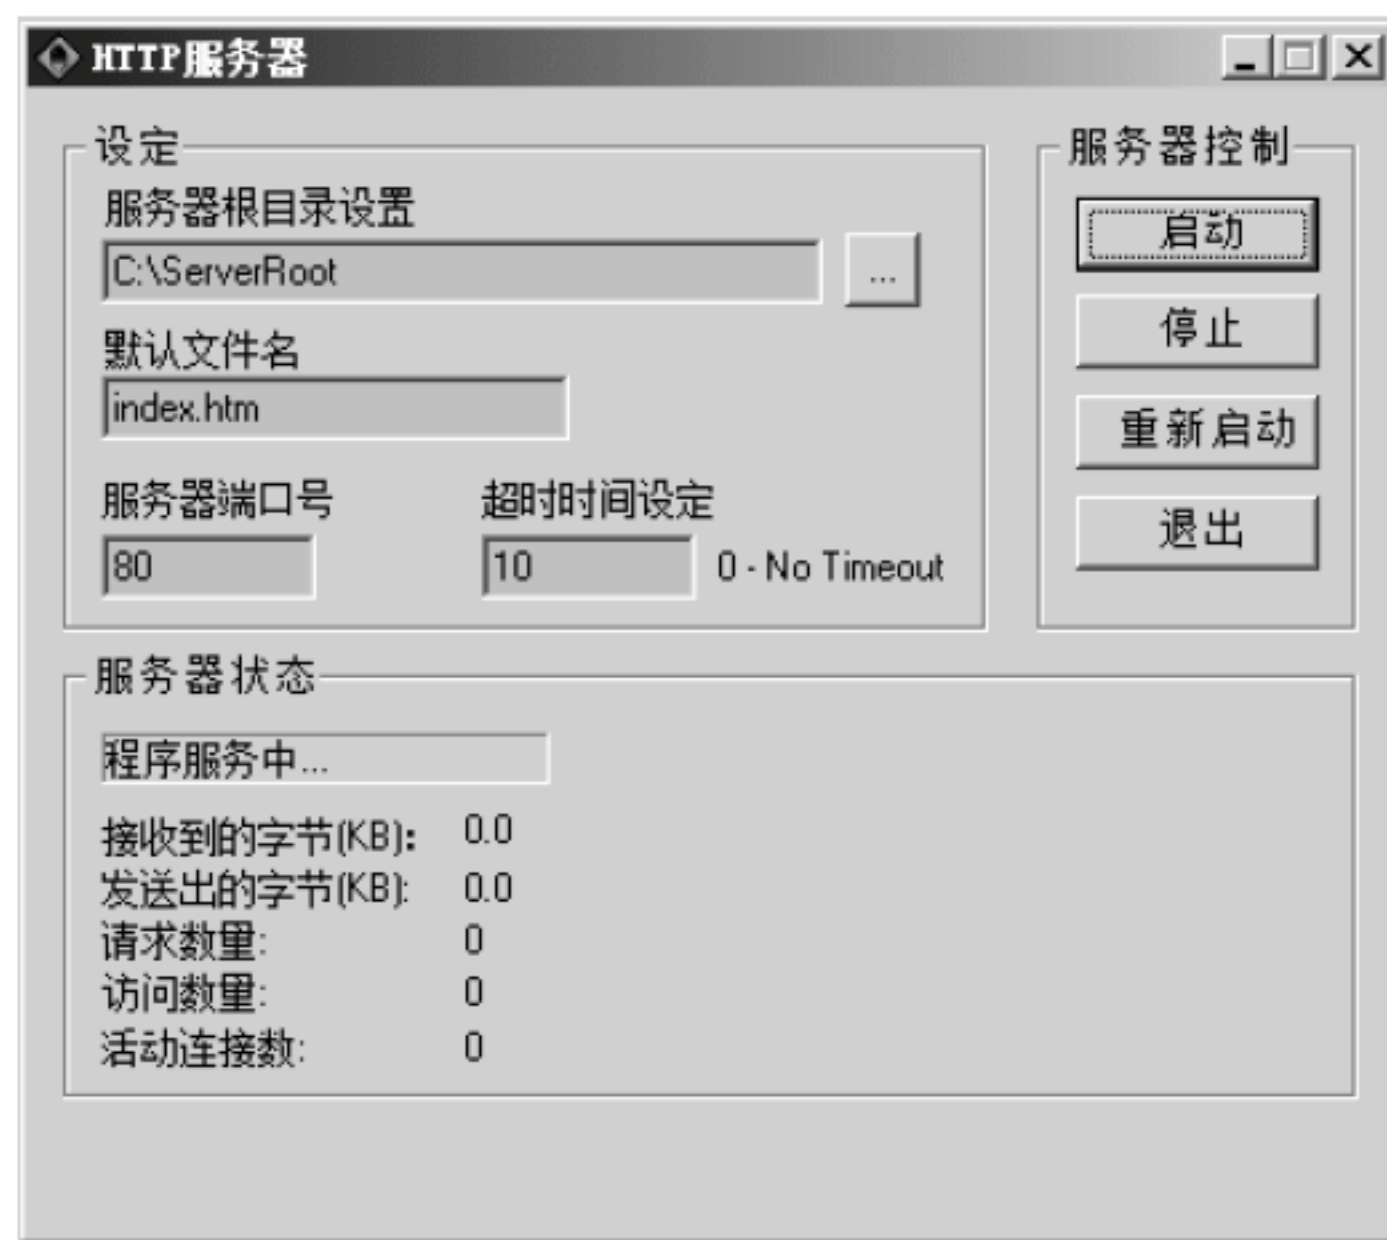 HTTP服务器
设定
服务器根目录设置
C:\ServerRoot
...
默认文件名
index.htm
服务器端口号 超时时间设定
80 10 0 - No Timeout
服务器控制
启动
停止
重新启动
退出
服务器状态
程序服务中...
接收到的字节(KB): 0.0
发送出的字节(KB): 0.0
请求数量: 0
访问数量: 0
活动连接数: 0